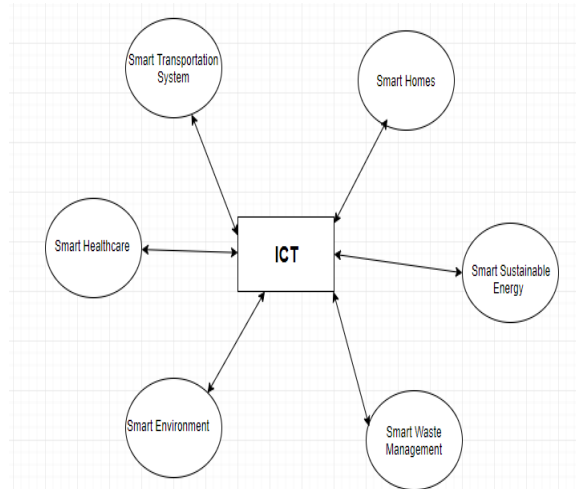 Smart Transportation
System
Smart Homes
Smart Healthcare
ICT
Smart Sustainable
Energy
Smart Environment
Smart Waste
Management